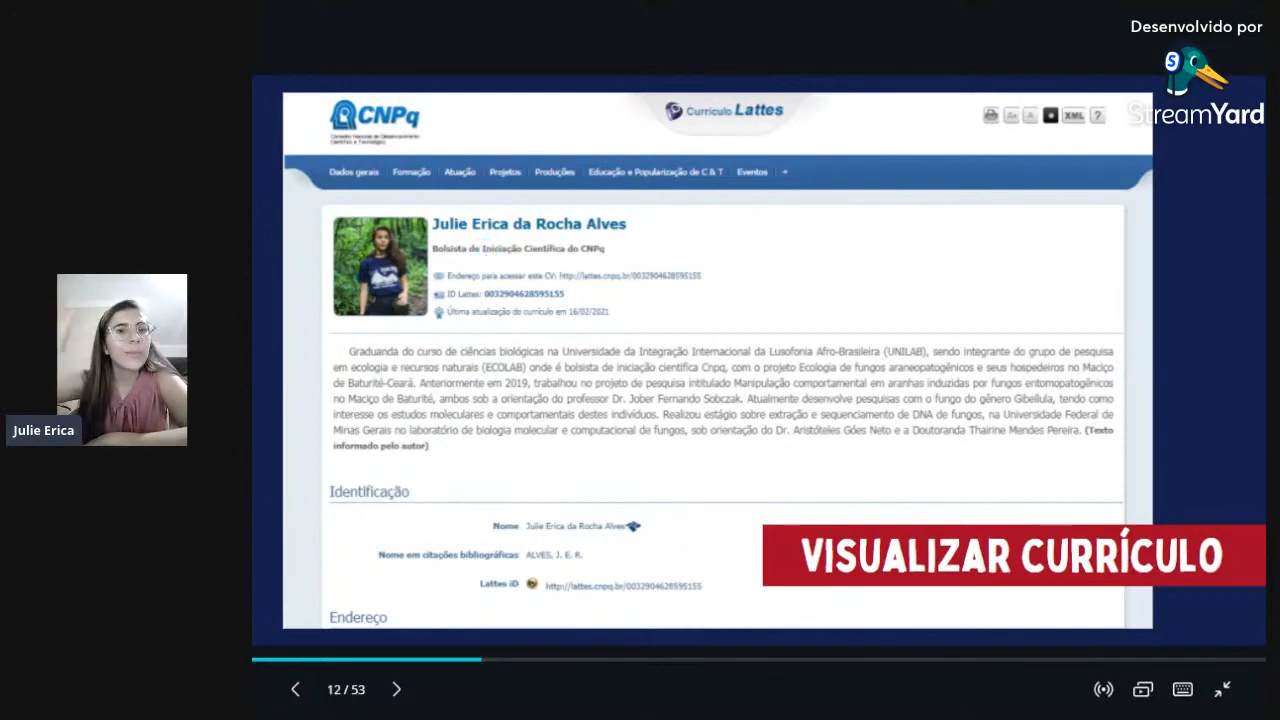 Desenvolvido por
StreamYard
CNPq
Conselho Nacional de Desenvolvimento
Científico e Tecnológico
Currículo Lattes
XML ?
Dados gerais Formação Atuação Projetos Produções Educação e Popularização de C & T Eventos +
Julie Erica da Rocha Alves
Bolsista de Iniciação Científica do CNPq
Endereço para acessar este CV: http://lattes.cnpq.br/0032904628595155
ID Lattes: 0032904628595155
Última atualização do currículo em 16/02/2021
Graduanda do curso de ciências biológicas na Universidade da Integração Internacional da Lusofonia Afro-Brasileira (UNILAB), sendo integrante do grupo de pesquisa
em ecologia e recursos naturais (ECOLAB) onde é bolsista de iniciação científica Cnpq, com o projeto Ecologia de fungos araneopatogênicos e seus hospedeiros no Maciço
de Baturité-Ceará. Anteriormente em 2019, trabalhou no projeto de pesquisa intitulado Manipulação comportamental em aranhas induzidas por fungos entomopatogênicos
no Maciço de Baturité, ambos sob a orientação do professor Dr. Jober Fernando Sobczak. Atualmente desenvolve pesquisas com o fungo do gênero Gibellula, tendo como
interesse os estudos moleculares e comportamentais destes indivíduos. Realizou estágio sobre extração e sequenciamento de DNA de fungos, na Universidade Federal de
Minas Gerais no laboratório de biologia molecular e computacional de fungos, sob orientação do Dr. Aristóteles Góes Neto e a Doutoranda Thairine Mendes Pereira. (Texto
informado pelo autor)
Identificação
Nome Julie Erica da Rocha Alves
Nome em citações bibliográficas ALVES, J. E. R.
Lattes iD http://lattes.cnpq.br/0032904628595155
Endereço
VISUALIZAR CURRÍCULO
Julie Erica
12 / 53